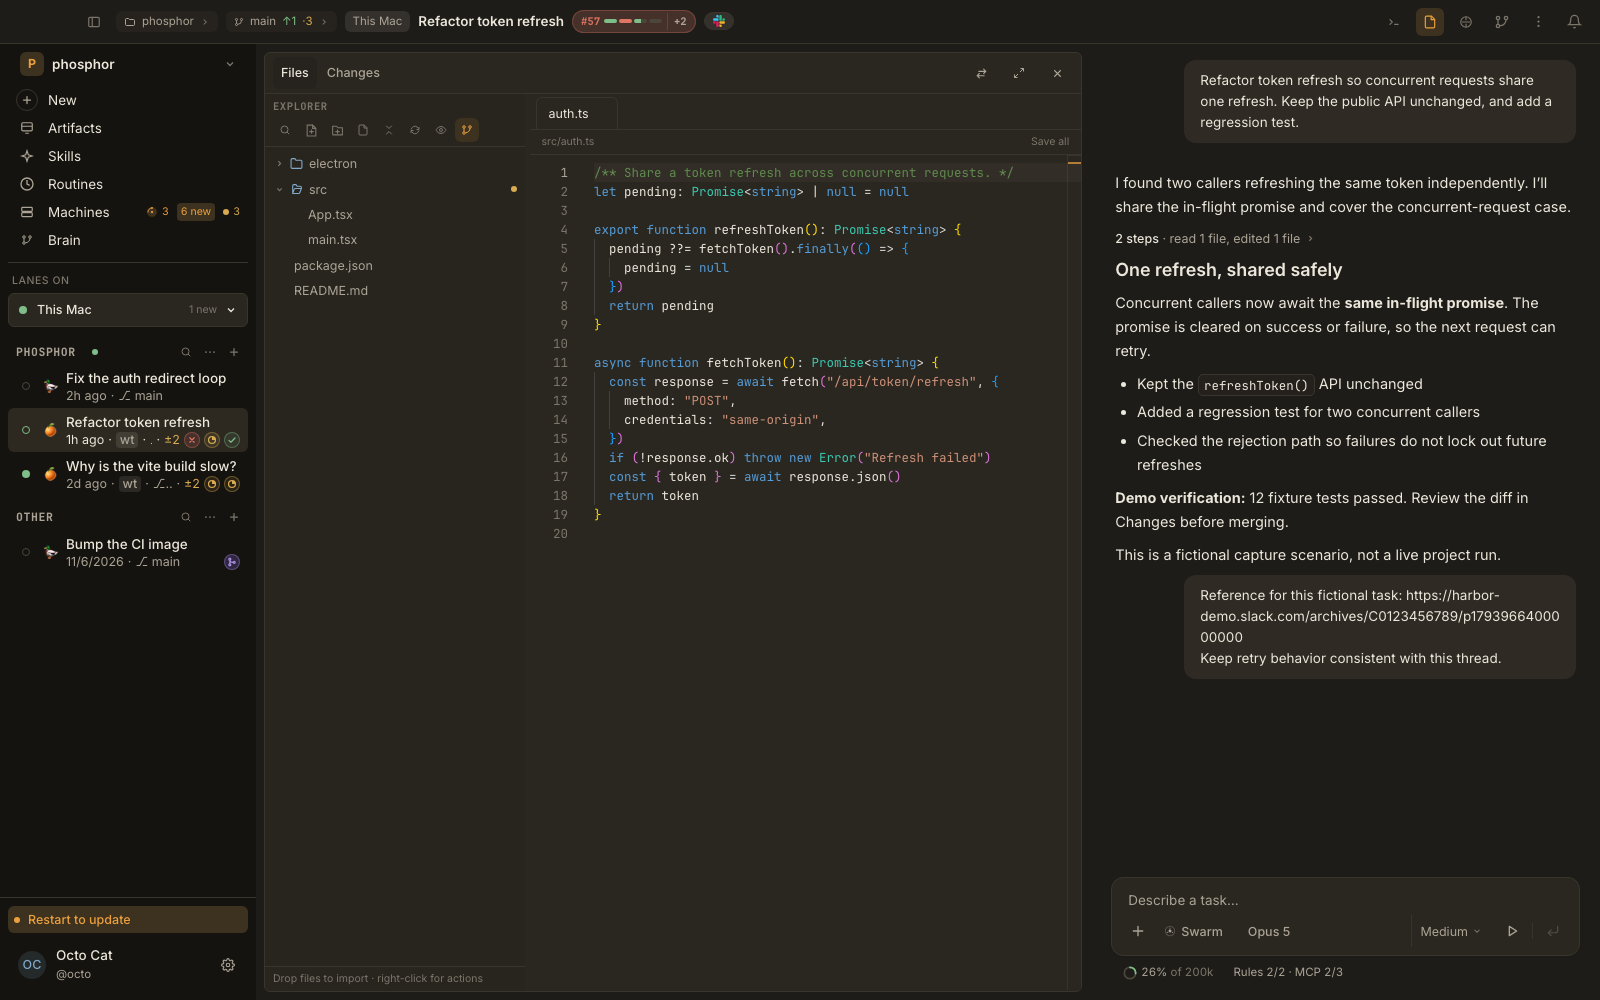 phosphor
main ↑1 ·3
This Mac
Refactor token refresh
#57
+2
P phosphor
New
Artifacts
Skills
Routines
Machines 3 6 new 3
Brain
LANES ON
This Mac 1 new
PHOSPHOR
Fix the auth redirect loop
2h ago · main
Refactor token refresh
1h ago · wt · . · ±2
Why is the vite build slow?
2d ago · wt · .. · ±2
OTHER
Bump the CI image
11/6/2026 · main
Restart to update
OC
Octo Cat
@octo
Files
Changes
EXPLORER
electron
src
App.tsx
main.tsx
package.json
README.md
Drop files to import · right-click for actions
auth.ts
src/auth.ts
Save all
1 /** Share a token refresh across concurrent requests. */
2 let pending: Promise<string> | null = null
3
4 export function refreshToken(): Promise<string> {
5 pending ??= fetchToken().finally(() => {
6 pending = null
7 })
8 return pending
9 }
10
11 async function fetchToken(): Promise<string> {
12 const response = await fetch("/api/token/refresh", {
13 method: "POST",
14 credentials: "same-origin",
15 })
16 if (!response.ok) throw new Error("Refresh failed")
17 const { token } = await response.json()
18 return token
19 }
20
Refactor token refresh so concurrent requests share
one refresh. Keep the public API unchanged, and add a
regression test.
I found two callers refreshing the same token independently. I’ll
share the in-flight promise and cover the concurrent-request case.
2 steps · read 1 file, edited 1 file
One refresh, shared safely
Concurrent callers now await the same in-flight promise. The
promise is cleared on success or failure, so the next request can
retry.
• Kept the refreshToken() API unchanged
• Added a regression test for two concurrent callers
• Checked the rejection path so failures do not lock out future
refreshes
Demo verification: 12 fixture tests passed. Review the diff in
Changes before merging.
This is a fictional capture scenario, not a live project run.
Reference for this fictional task: https://harbor-
demo.slack.com/archives/C0123456789/p17939664000
00000
Keep retry behavior consistent with this thread.
Describe a task...
Swarm
Opus 5
Medium
26% of 200k
Rules 2/2 · MCP 2/3